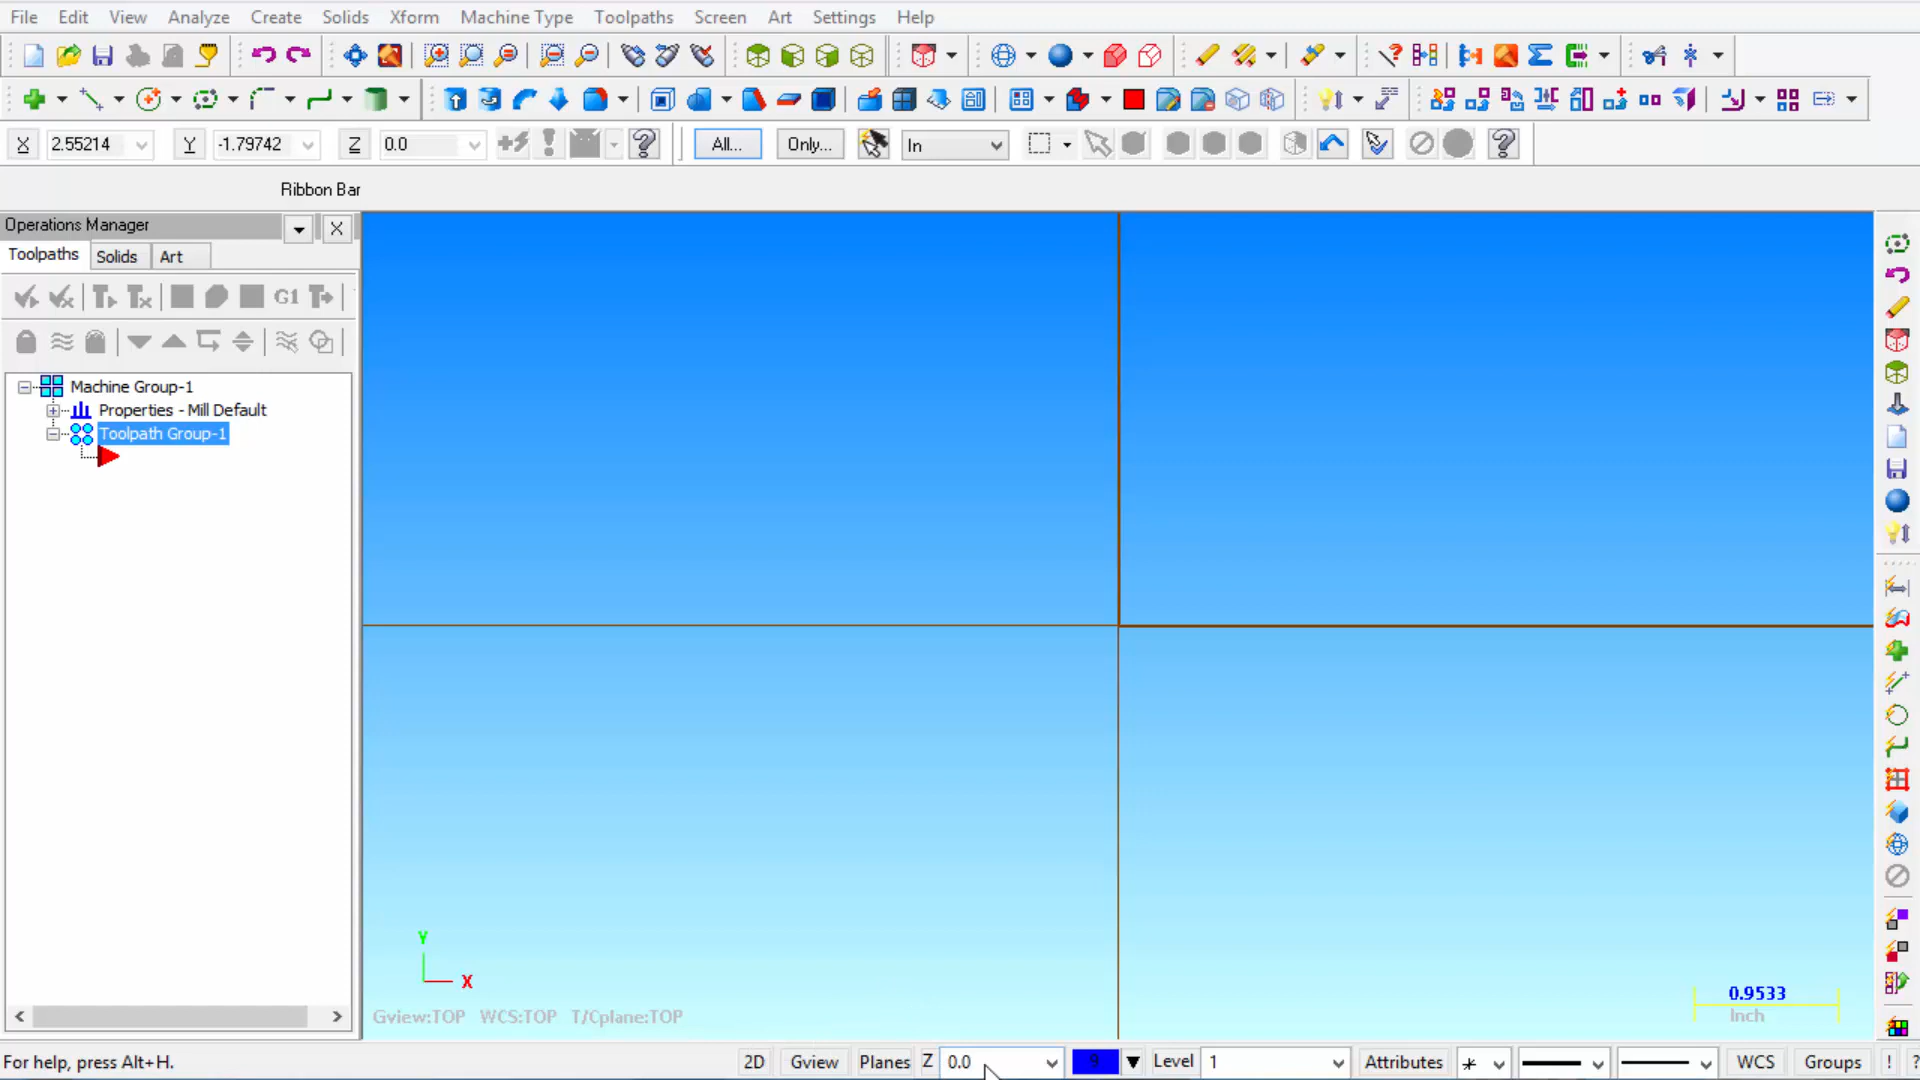 File Edit View Analyze Create Solids Xform Machine Type Toolpaths Screen Art Settings Help
X 2.55214 Y -1.79742 Z 0.0 All... Only... In
Ribbon Bar
Operations Manager
Toolpaths Solids Art
G1
Machine Group-1
Properties - Mill Default
Toolpath Group-1
Y
X
0.9533
Inch
Gview:TOP WCS:TOP T/Cplane:TOP
For help, press Alt+H. 2D Gview Planes Z 0.0 9 Level 1 Attributes WCS Groups ! ?